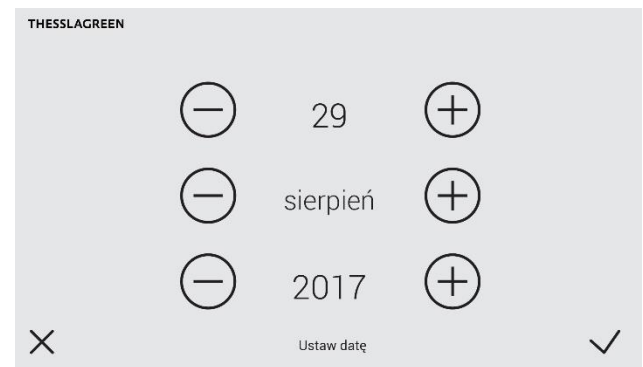 THESSLAGREEN
29
sierpień
2017
Ustaw datę